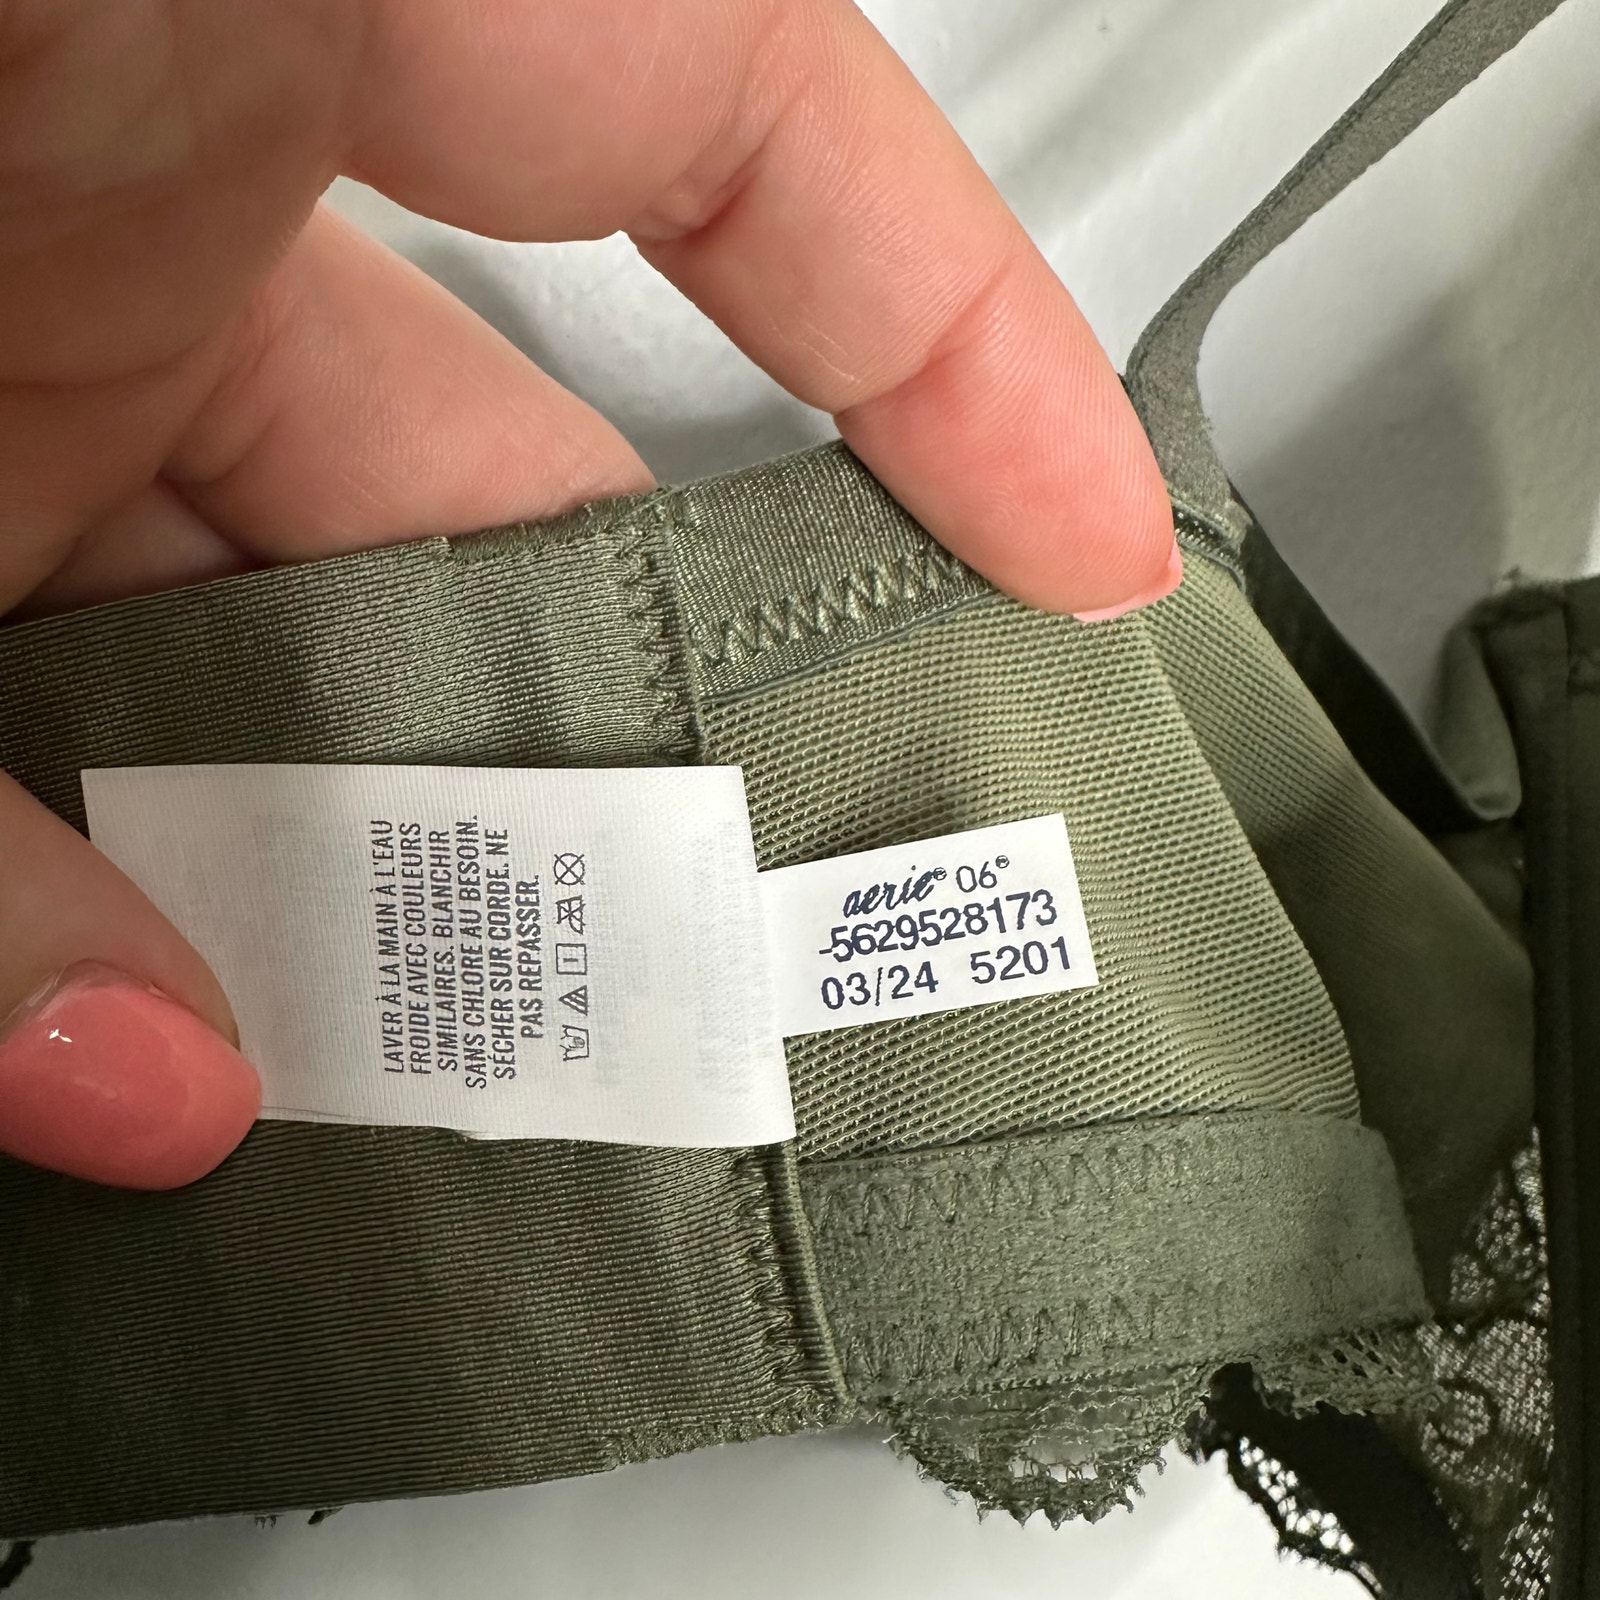 LAVER À LA MAIN À L'EAU
FROIDE AVEC COULEURS
SIMILAIRES. BLANCHIR
SANS CHLORE AU BESOIN.
SÉCHER SUR CORDE. NE
PAS REPASSER.
aerie® 06®
-5629528173
03/24 5201